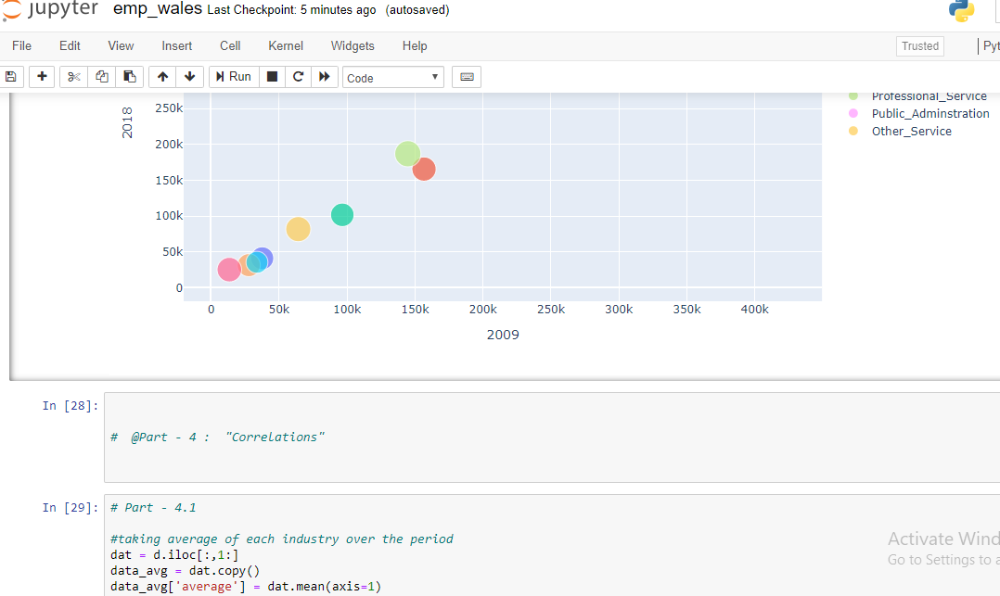 jupyter emp_wales Last Checkpoint: 5 minutes ago (autosaved)
File Edit View Insert Cell Kernel Widgets Help Trusted Pyt
Run Code
Professional_Service
Public_Adminstration
Other_Service
2018
250k
200k
150k
100k
50k
0
0 50k 100k 150k 200k 250k 300k 350k 400k
2009
In [28]:
# @Part - 4 : "Correlations"
In [29]:
# Part - 4.1
#taking average of each industry over the period
dat = d.iloc[:,1:]
data_avg = dat.copy()
data_avg['average'] = dat.mean(axis=1)
Activate Wind
Go to Settings to a